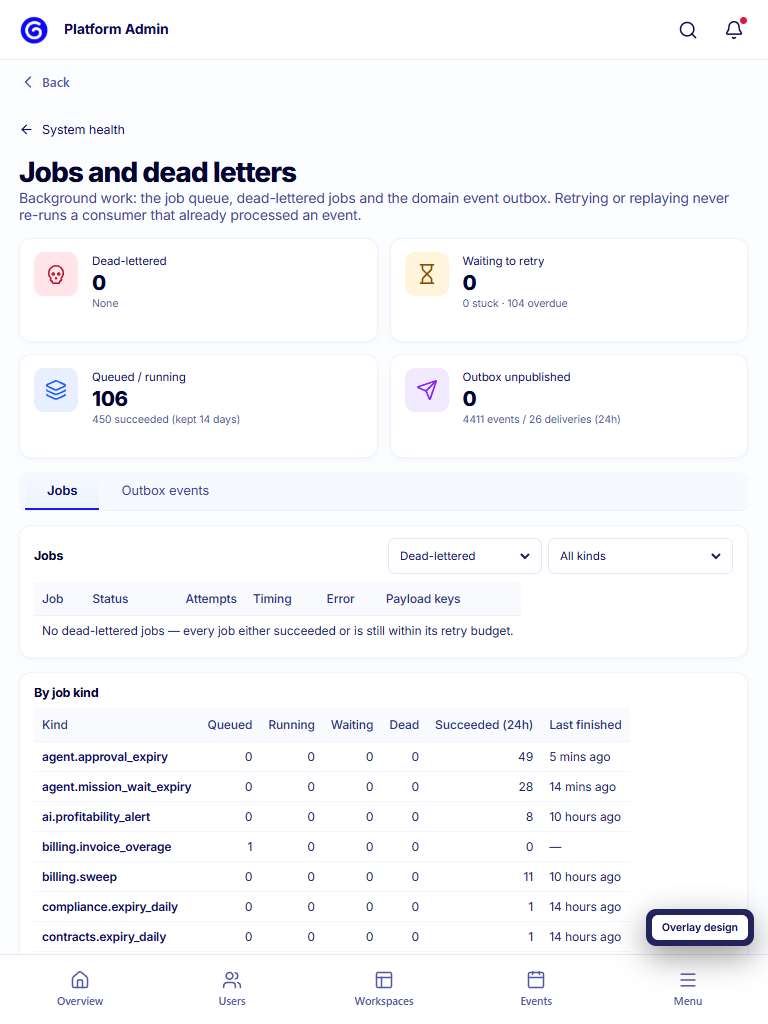 Platform Admin
Back
System health
Jobs and dead letters
Background work: the job queue, dead-lettered jobs and the domain event outbox. Retrying or replaying never
re-runs a consumer that already processed an event.
Dead-lettered
0
None
Waiting to retry
0
0 stuck · 104 overdue
Queued / running
106
450 succeeded (kept 14 days)
Outbox unpublished
0
4411 events / 26 deliveries (24h)
Jobs Outbox events
Jobs Dead-lettered All kinds
Job Status Attempts Timing Error Payload keys
No dead-lettered jobs — every job either succeeded or is still within its retry budget.
By job kind
Kind Queued Running Waiting Dead Succeeded (24h) Last finished
agent.approval_expiry 0 0 0 0 49 5 mins ago
agent.mission_wait_expiry 0 0 0 0 28 14 mins ago
ai.profitability_alert 0 0 0 0 8 10 hours ago
billing.invoice_overage 1 0 0 0 0 —
billing.sweep 0 0 0 0 11 10 hours ago
compliance.expiry_daily 0 0 0 0 1 14 hours ago
contracts.expiry_daily 0 0 0 0 1 14 hours ago
Overlay design
Overview Users Workspaces Events Menu